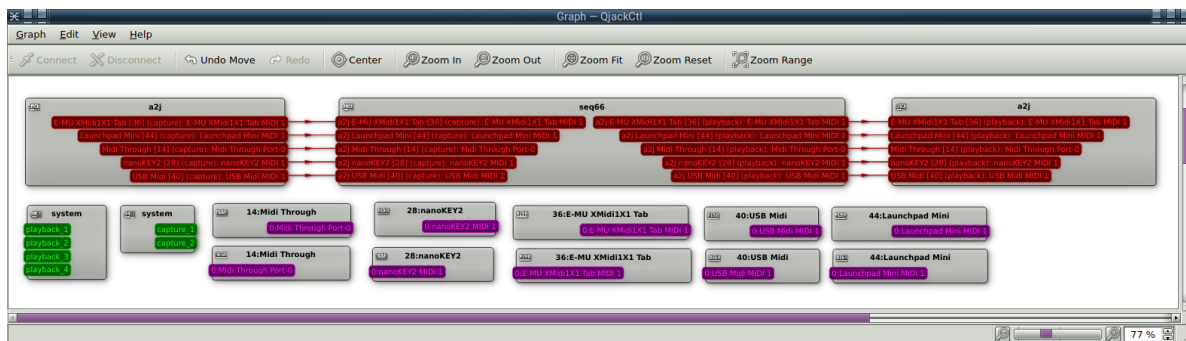 Graph — QjackCtl
Graph Edit View Help
Connect Disconnect Undo Move Redo Center Zoom In Zoom Out Zoom Fit Zoom Reset Zoom Range
a2j
E-MU XMidi1X1 Tab [36] (capture): E-MU XMidi1X1 Tab MIDI 1
Launchpad Mini [44] (capture): Launchpad Mini MIDI 1
Midi Through [14] (capture): Midi Through Port-0
nanoKEY2 [28] (capture): nanoKEY2 MIDI 1
USB Midi [40] (capture): USB Midi MIDI 1
seq66
a2j E-MU XMidi1X1 Tab [36] (capture): E-MU XMidi1X1 Tab MIDI 1
a2j Launchpad Mini [44] (capture): Launchpad Mini MIDI 1
a2j Midi Through [14] (capture): Midi Through Port-0
a2j nanoKEY2 [28] (capture): nanoKEY2 MIDI 1
a2j USB Midi [40] (capture): USB Midi MIDI 1
a2j E-MU XMidi1X1 Tab [36] (playback): E-MU XMidi1X1 Tab MIDI 1
a2j Launchpad Mini [44] (playback): Launchpad Mini MIDI 1
a2j Midi Through [14] (playback): Midi Through Port-0
a2j nanoKEY2 [28] (playback): nanoKEY2 MIDI 1
a2j USB Midi [40] (playback): USB Midi MIDI 1
a2j
E-MU XMidi1X1 Tab [36] (playback): E-MU XMidi1X1 Tab MIDI 1
Launchpad Mini [44] (playback): Launchpad Mini MIDI 1
Midi Through [14] (playback): Midi Through Port-0
nanoKEY2 [28] (playback): nanoKEY2 MIDI 1
USB Midi [40] (playback): USB Midi MIDI 1
system
playback_1
playback_2
playback_3
playback_4
system
capture_1
capture_2
14:Midi Through
0:Midi Through Port-0
28:nanoKEY2
0:nanoKEY2 MIDI 1
36:E-MU XMidi1X1 Tab
0:E-MU XMidi1X1 Tab MIDI 1
40:USB Midi
0:USB Midi MIDI 1
44:Launchpad Mini
0:Launchpad Mini MIDI 1
14:Midi Through
0:Midi Through Port-0
28:nanoKEY2
0:nanoKEY2 MIDI 1
36:E-MU XMidi1X1 Tab
0:E-MU XMidi1X1 Tab MIDI 1
40:USB Midi
0:USB Midi MIDI 1
44:Launchpad Mini
0:Launchpad Mini MIDI 1
77 %